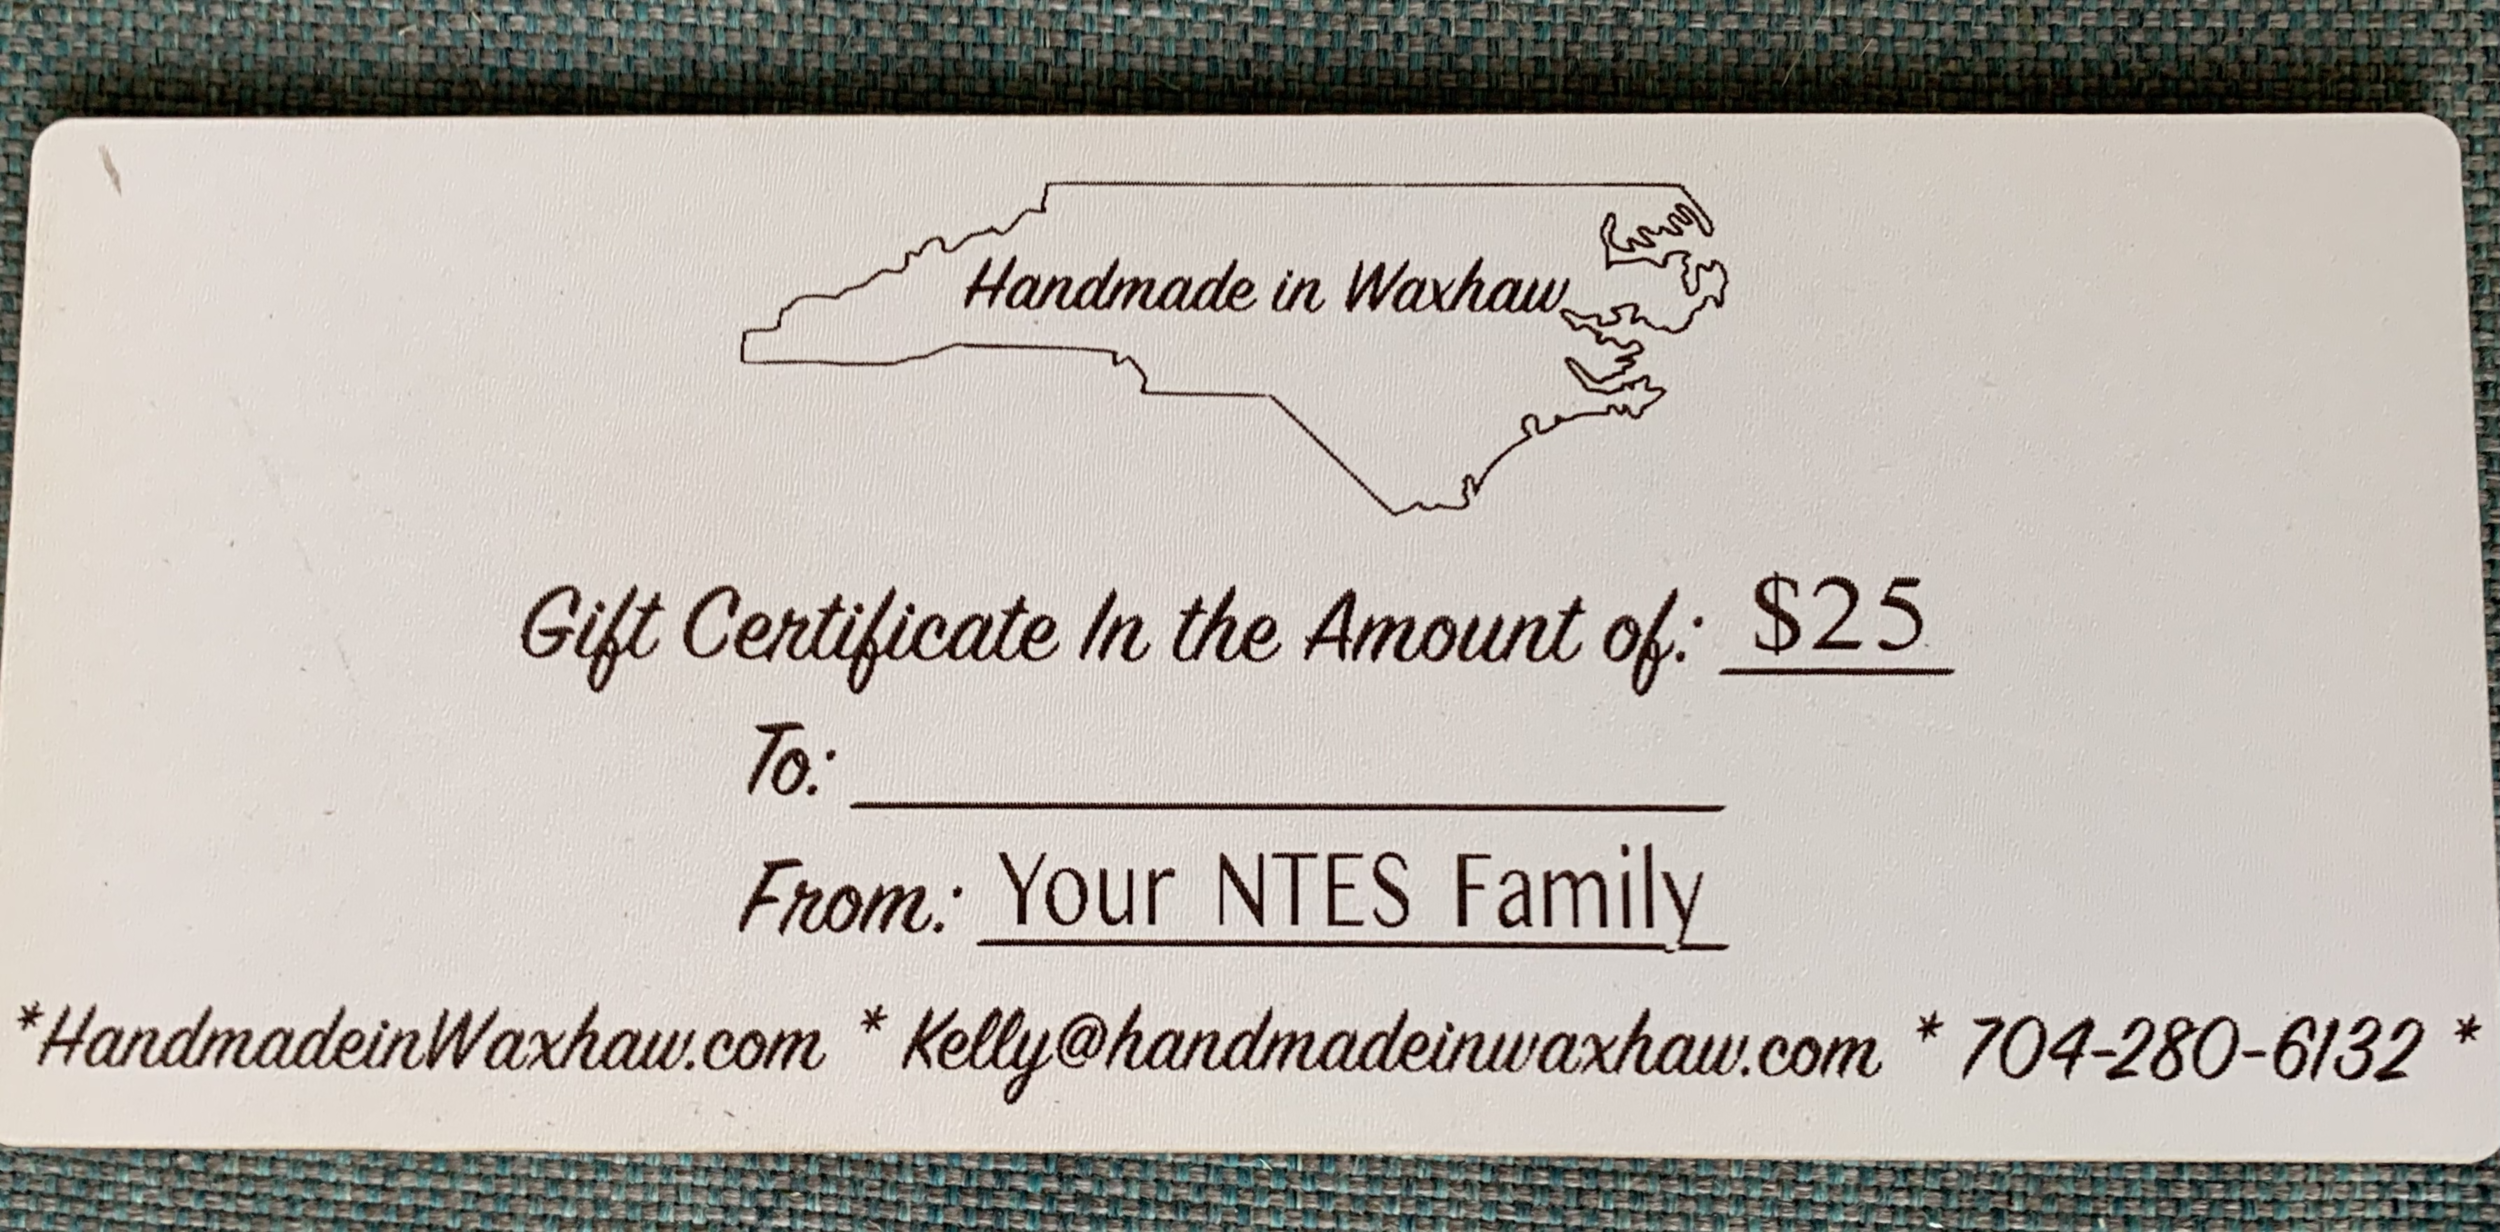 Handmade in Waxhaw
Gift Certificate In the Amount of: $25
To:
From: Your NTES Family
*HandmadeinWaxhaw.com * Kelly@handmadeinwaxhaw.com * 704-280-6132 *